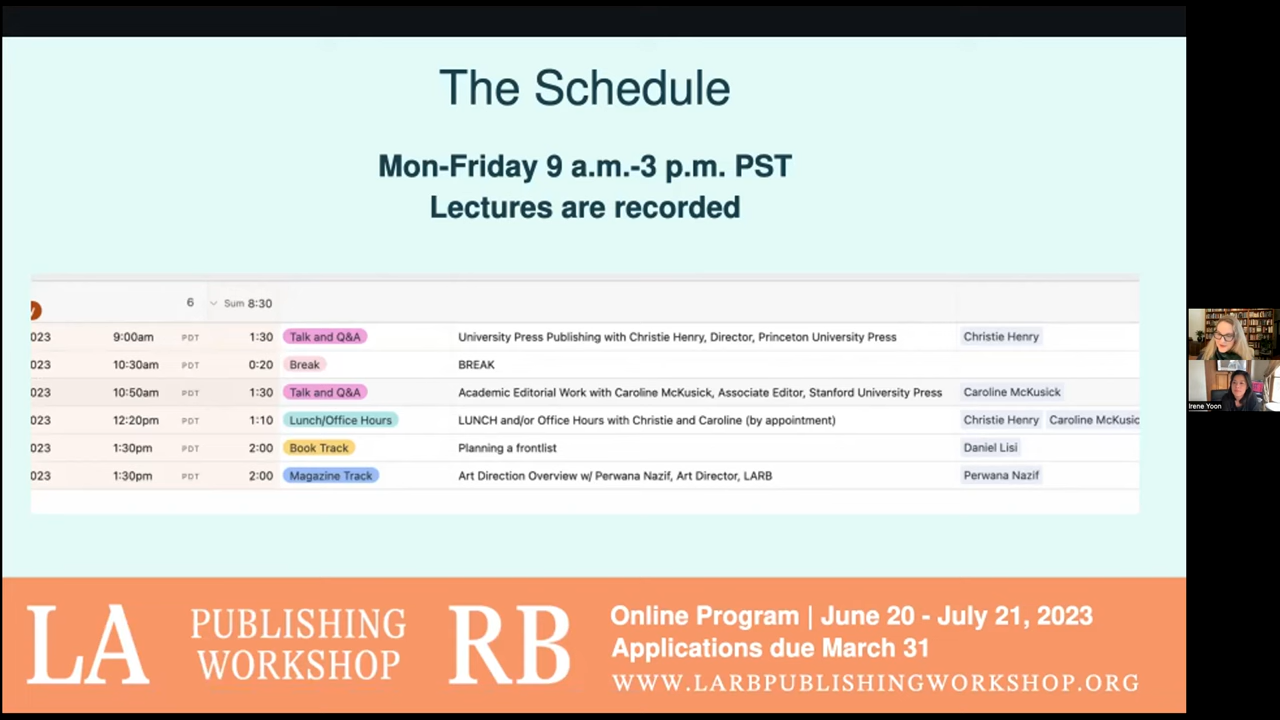 The Schedule
Mon-Friday 9 a.m.-3 p.m. PST
Lectures are recorded
6 Sum 8:30
023 9:00am PDT 1:30 Talk and Q&A University Press Publishing with Christie Henry, Director, Princeton University Press Christie Henry
023 10:30am PDT 0:20 Break BREAK
023 10:50am PDT 1:30 Talk and Q&A Academic Editorial Work with Caroline McKusick, Associate Editor, Stanford University Press Caroline McKusick
023 12:20pm PDT 1:10 Lunch/Office Hours LUNCH and/or Office Hours with Christie and Caroline (by appointment) Christie Henry Caroline McKusic
023 1:30pm PDT 2:00 Book Track Planning a frontlist Daniel Lisi
023 1:30pm PDT 2:00 Magazine Track Art Direction Overview w/ Perwana Nazif, Art Director, LARB Perwana Nazif
Irene Yoon
LA PUBLISHING WORKSHOP RB
Online Program | June 20 - July 21, 2023
Applications due March 31
WWW.LARBPUBLISHINGWORKSHOP.ORG